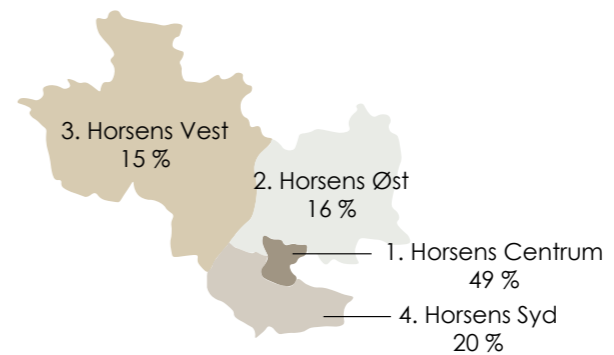 3. Horsens Vest
15 %
2. Horsens Øst
16 %
1. Horsens Centrum
49 %
4. Horsens Syd
20 %